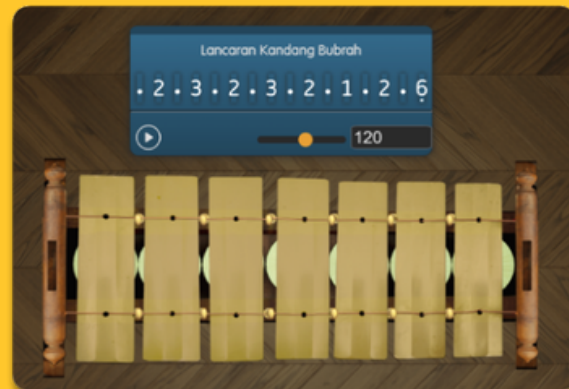 Lancaran Kandang Bubrah
. 2 . 3 . 2 . 3 . 2 . 1 . 2 . 6̣
120